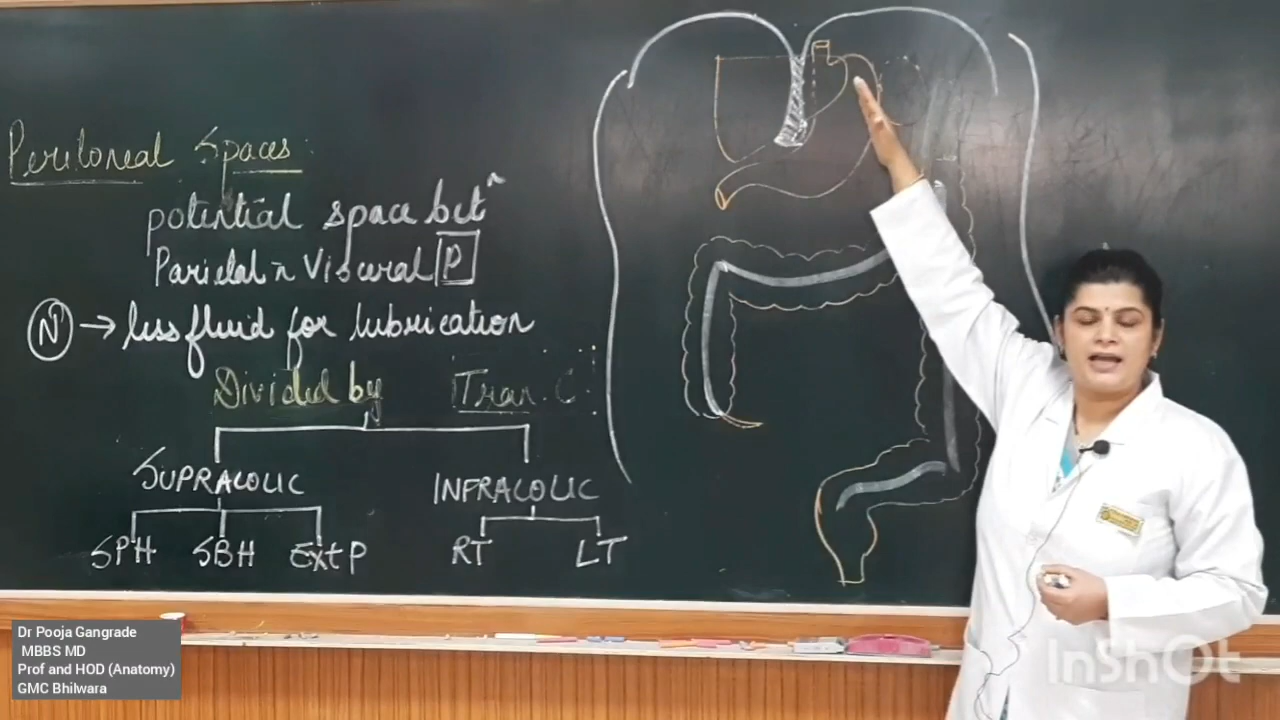 Peritoneal Spaces:
potential space betn
Parietal n Visceral P
N → less fluid for lubrication
Divided by Tran. C
SUPRACOLIC INFRACOLIC
SPH SBH Ext P RT LT
Dr Pooja Gangrade
MBBS MD
Prof and HOD (Anatomy)
GMC Bhilwara
InShOt